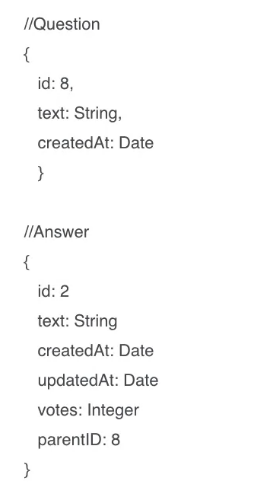 //Question
{
id: 8,
text: String,
createdAt: Date
}
//Answer
{
id: 2
text: String
createdAt: Date
updatedAt: Date
votes: Integer
parentID: 8
}